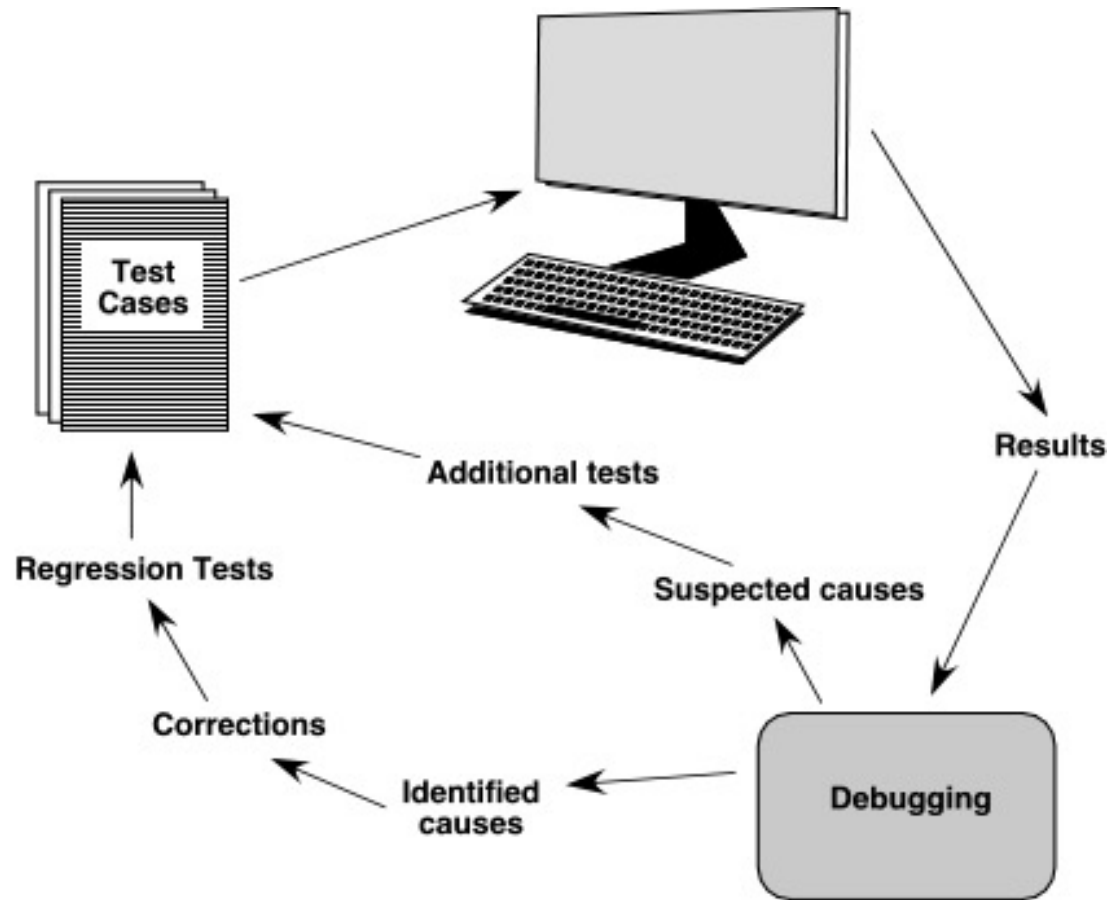 Test
Cases
Results
Additional tests
Regression Tests
Suspected causes
Corrections
Identified
causes
Debugging